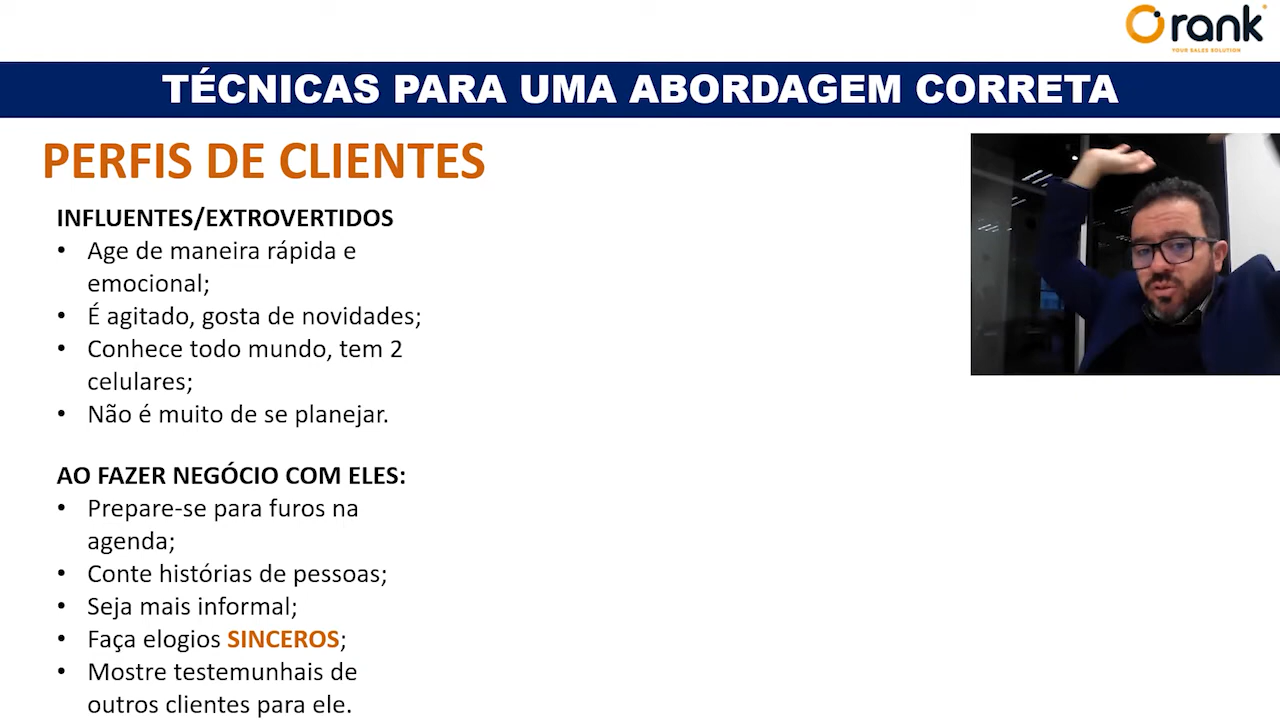 rank
YOUR SALES SOLUTION
TÉCNICAS PARA UMA ABORDAGEM CORRETA
PERFIS DE CLIENTES
INFLUENTES/EXTROVERTIDOS
• Age de maneira rápida e
emocional;
• É agitado, gosta de novidades;
• Conhece todo mundo, tem 2
celulares;
• Não é muito de se planejar.
AO FAZER NEGÓCIO COM ELES:
• Prepare-se para furos na
agenda;
• Conte histórias de pessoas;
• Seja mais informal;
• Faça elogios SINCEROS;
• Mostre testemunhais de
outros clientes para ele.